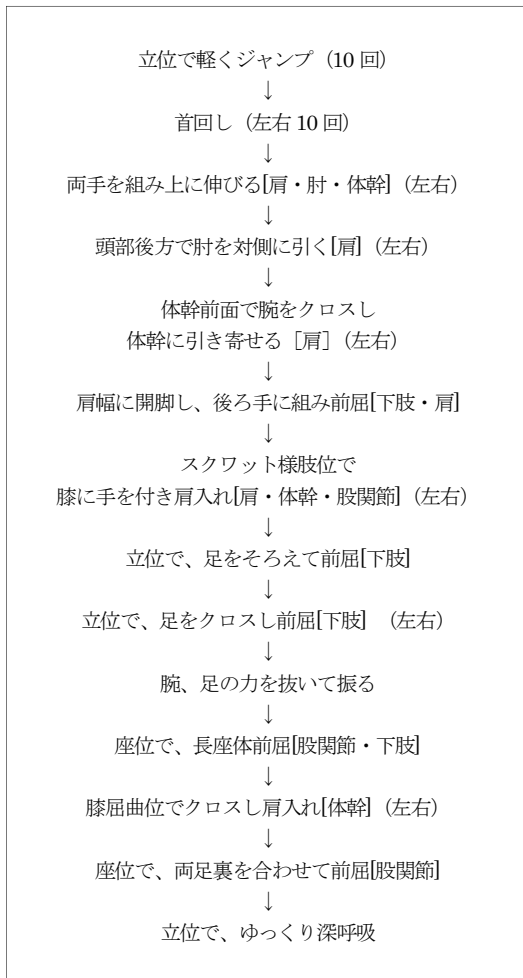 立位で軽くジャンプ（10 回）
↓
首回し（左右 10 回）
↓
両手を組み上に伸びる[肩・肘・体幹]（左右）
↓
頭部後方で肘を対側に引く[肩]（左右）
↓
体幹前面で腕をクロスし
体幹に引き寄せる［肩］（左右）
↓
肩幅に開脚し、後ろ手に組み前屈[下肢・肩]
↓
スクワット様肢位で
膝に手を付き肩入れ[肩・体幹・股関節]（左右）
↓
立位で、足をそろえて前屈[下肢]
↓
立位で、足をクロスし前屈[下肢]　（左右）
↓
腕、足の力を抜いて振る
↓
座位で、長座体前屈[股関節・下肢]
↓
膝屈曲位でクロスし肩入れ[体幹]（左右）
↓
座位で、両足裏を合わせて前屈[股関節]
↓
立位で、ゆっくり深呼吸